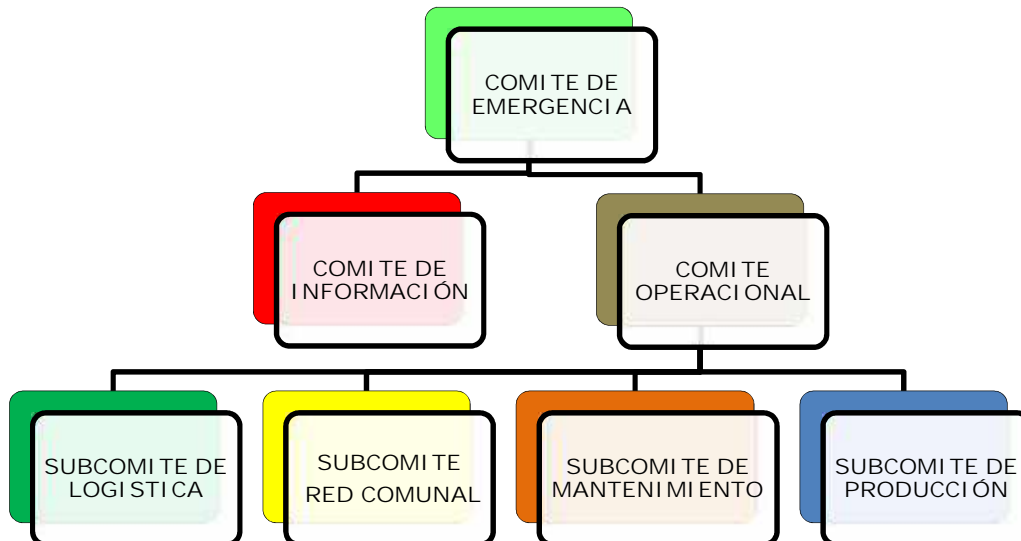 COMITE DE
EMERGENCIA
COMITE DE
INFORMACIÓN
COMITE
OPERACIONAL
SUBCOMITE DE
LOGISTICA
SUBCOMITE
RED COMUNAL
SUBCOMITE DE
MANTENIMIENTO
SUBCOMITE DE
PRODUCCIÓN